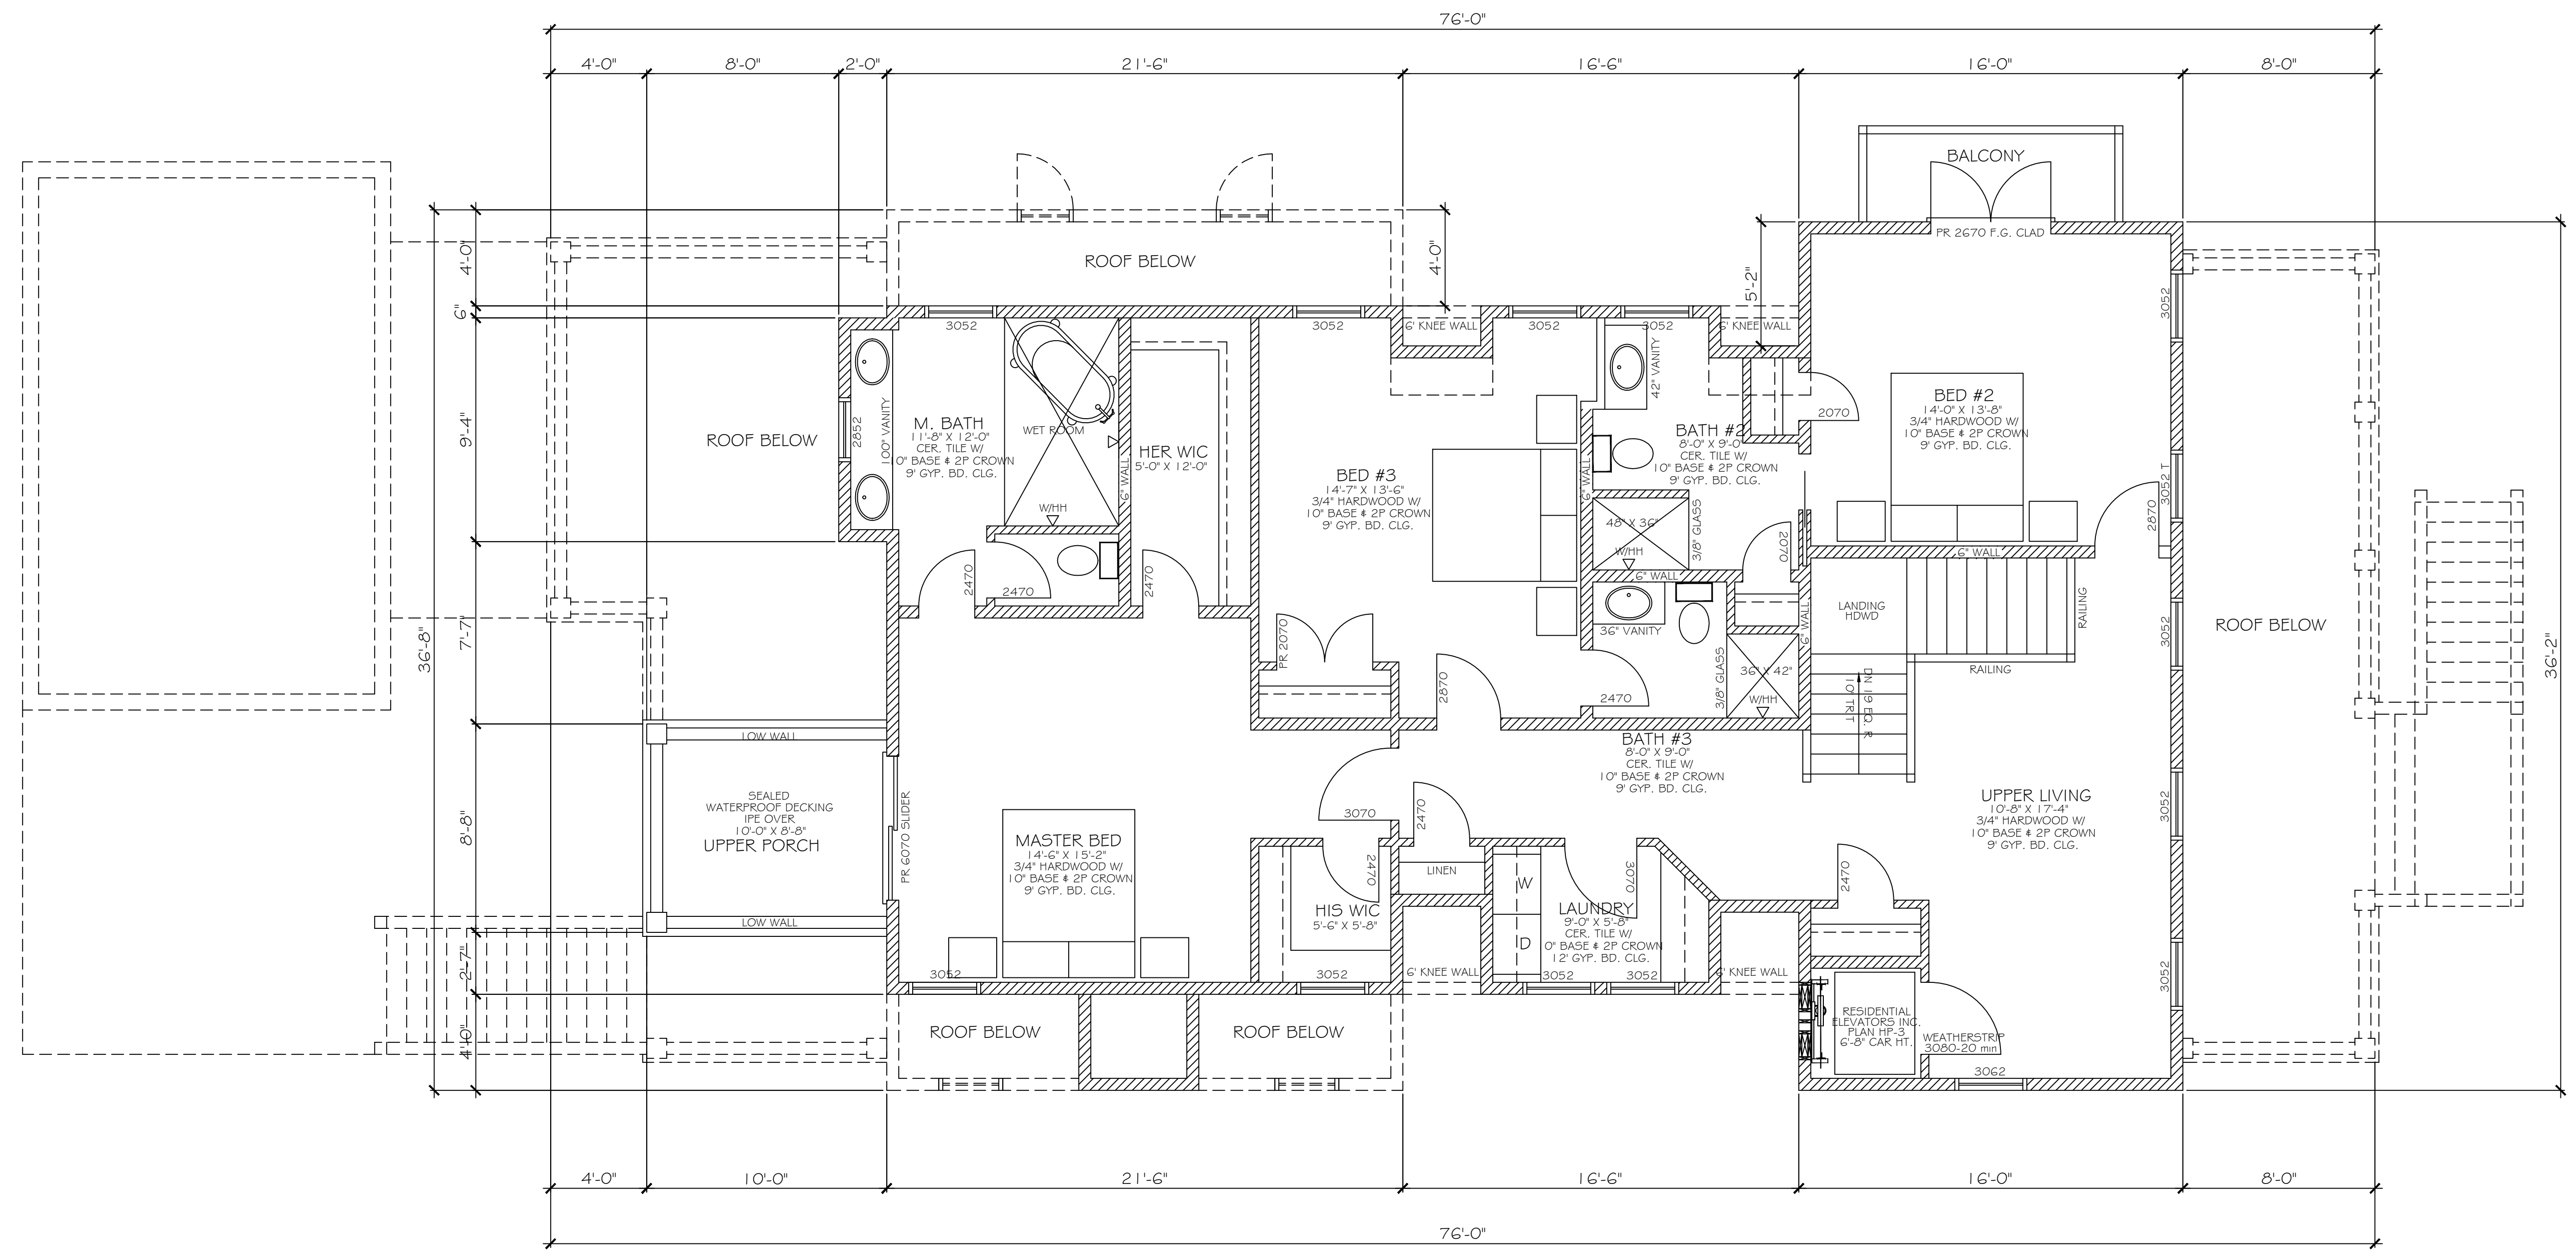 76'-0"
4'-0"
8'-0"
2'-0"
21'-6"
16'-6"
16'-0"
8'-0"
BALCONY
PR 2670 F.G. CLAD
4'-0"
6"
9'-4"
7'-7"
8'-8"
2'-7"
4'-0"
36'-8"
4'-0"
5'-2"
36'-2"
ROOF BELOW
ROOF BELOW
ROOF BELOW
3052
3052
3052
3052
6' KNEE WALL
6' KNEE WALL
2852
100" VANITY
M. BATH
11'-8" X 12'-0"
CER. TILE W/
10" BASE & 2P CROWN
9' GYP. BD. CLG.
WET ROOM
W/HH
6" WALL
HER WIC
5'-0" X 12'-0"
2470
2470
2470
BED #3
14'-7" X 13'-6"
3/4" HARDWOOD W/
10" BASE & 2P CROWN
9' GYP. BD. CLG.
PR 2070
2870
6" WALL
42" VANITY
BATH #2
8'-0" X 9'-0"
CER. TILE W/
10" BASE & 2P CROWN
9' GYP. BD. CLG.
48" X 36"
W/HH
3/8" GLASS
2070
2070
6" WALL
36" VANITY
2470
3/8" GLASS
36" X 42"
W/HH
6" WALL
BED #2
14'-0" X 13'-8"
3/4" HARDWOOD W/
10" BASE & 2P CROWN
9' GYP. BD. CLG.
3052
3052 T
2870
6" WALL
LANDING
HDWD
RAILING
RAILING
DN 19 EQ. R
10" TR'T
3052
3052
3052
BATH #3
8'-0" X 9'-0"
CER. TILE W/
10" BASE & 2P CROWN
9' GYP. BD. CLG.
UPPER LIVING
10'-8" X 17'-4"
3/4" HARDWOOD W/
10" BASE & 2P CROWN
9' GYP. BD. CLG.
LOW WALL
SEALED
WATERPROOF DECKING
IPE OVER
10'-0" X 8'-8"
UPPER PORCH
LOW WALL
PR 6070 SLIDER
MASTER BED
14'-6" X 15'-2"
3/4" HARDWOOD W/
10" BASE & 2P CROWN
9' GYP. BD. CLG.
3052
3070
2470
2470
HIS WIC
5'-6" X 5'-8"
3052
LINEN
6' KNEE WALL
W
D
3070
LAUNDRY
9'-0" X 5'-8"
CER. TILE W/
0" BASE & 2P CROWN
12' GYP. BD. CLG.
3052
3052
6' KNEE WALL
2470
RESIDENTIAL
ELEVATORS INC.
PLAN HP-3
6'-8" CAR HT.
WEATHERSTRIP
3080-20 min
3062
ROOF BELOW
ROOF BELOW
4'-0"
10'-0"
21'-6"
16'-6"
16'-0"
8'-0"
76'-0"